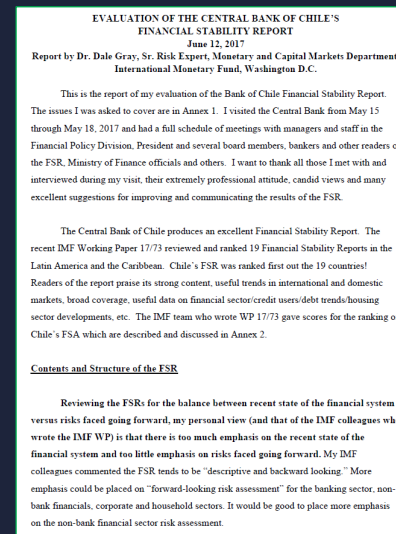 EVALUATION OF THE CENTRAL BANK OF CHILE'S
FINANCIAL STABILITY REPORT
June 12, 2017
Report by Dr. Dale Gray, Sr. Risk Expert, Monetary and Capital Markets Department
International Monetary Fund, Washington D.C.
This is the report of my evaluation of the Bank of Chile Financial Stability Report.
The issues I was asked to cover are in Annex 1. I visited the Central Bank from May 15
through May 18, 2017 and had a full schedule of meetings with managers and staff in the
Financial Policy Division, President and several board members, bankers and other readers o
the FSR, Ministry of Finance officials and others. I want to thank all those I met with and
interviewed during my visit, their extremely professional attitude, candid views and many
excellent suggestions for improving and communicating the results of the FSR.
The Central Bank of Chile produces an excellent Financial Stability Report. The
recent IMF Working Paper 17/73 reviewed and ranked 19 Financial Stability Reports in the
Latin America and the Caribbean. Chile's FSR was ranked first out the 19 countries!
Readers of the report praise its strong content, useful trends in international and domestic
markets, broad coverage, useful data on financial sector/credit users/debt trends/housing
sector developments, etc. The IMF team who wrote WP 17/73 gave scores for the ranking o
Chile's FSA which are described and discussed in Annex 2.
Contents and Structure of the FSR
Reviewing the FSRs for the balance between recent state of the financial system
versus risks faced going forward, my personal view (and that of the IMF colleagues wh
wrote the IMF WP) is that there is too much emphasis on the recent state of the
financial system and too little emphasis on risks faced going forward. My IMF
colleagues commented the FSR tends to be "descriptive and backward looking." More
emphasis could be placed on "forward-looking risk assessment" for the banking sector, non-
bank financials, corporate and household sectors. It would be good to place more emphasis
on the non-bank financial sector risk assessment.